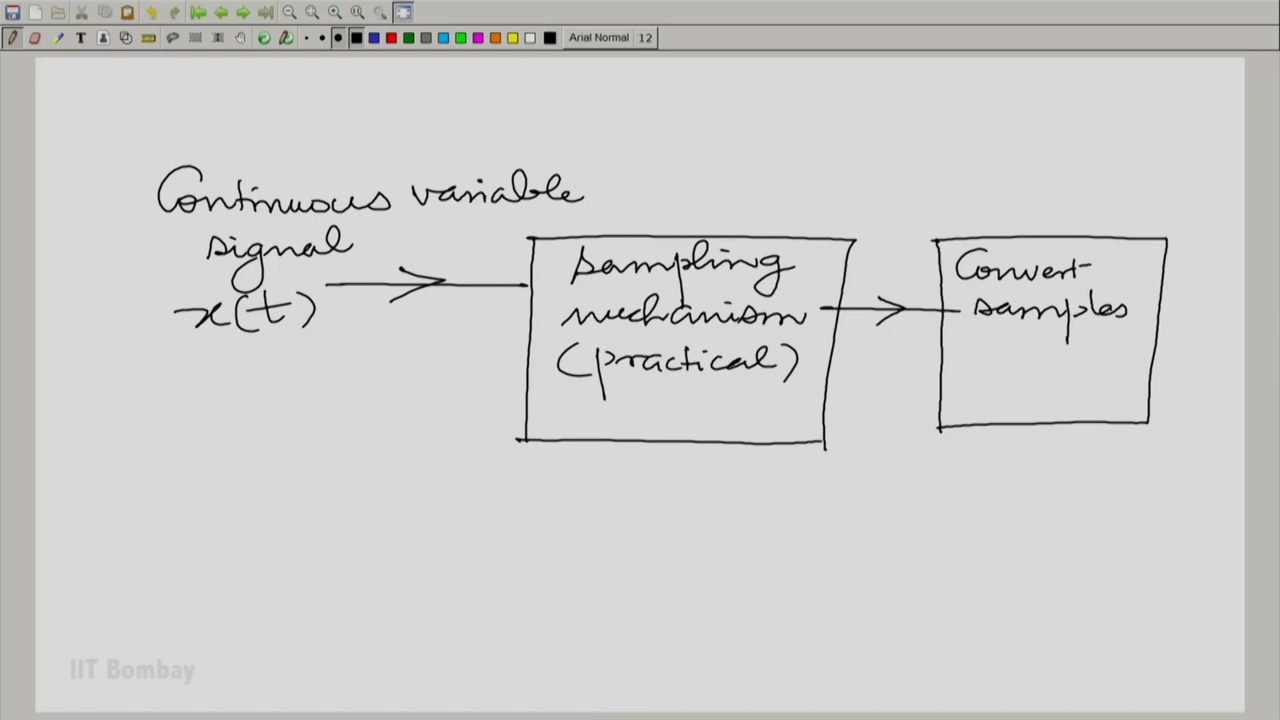 Arial Normal 12
Continuous variable
signal
x(t)
Sampling
mechanism
(practical)
Convert
samples
IIT Bombay